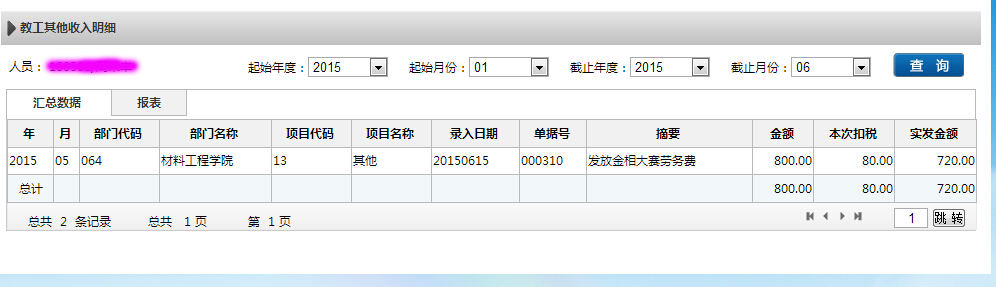 教工其他收入明细
人员：
起始年度：2015 起始月份：01 截止年度：2015 截止月份：06 查 询
汇总数据 报表
年 月 部门代码 部门名称 项目代码 项目名称 录入日期 单据号 摘要 金额 本次扣税 实发金额
2015 05 064 材料工程学院 13 其他 20150615 000310 发放金相大赛劳务费 800.00 80.00 720.00
总计 800.00 80.00 720.00
总共 2 条记录 总共 1 页 第 1 页 1 跳 转